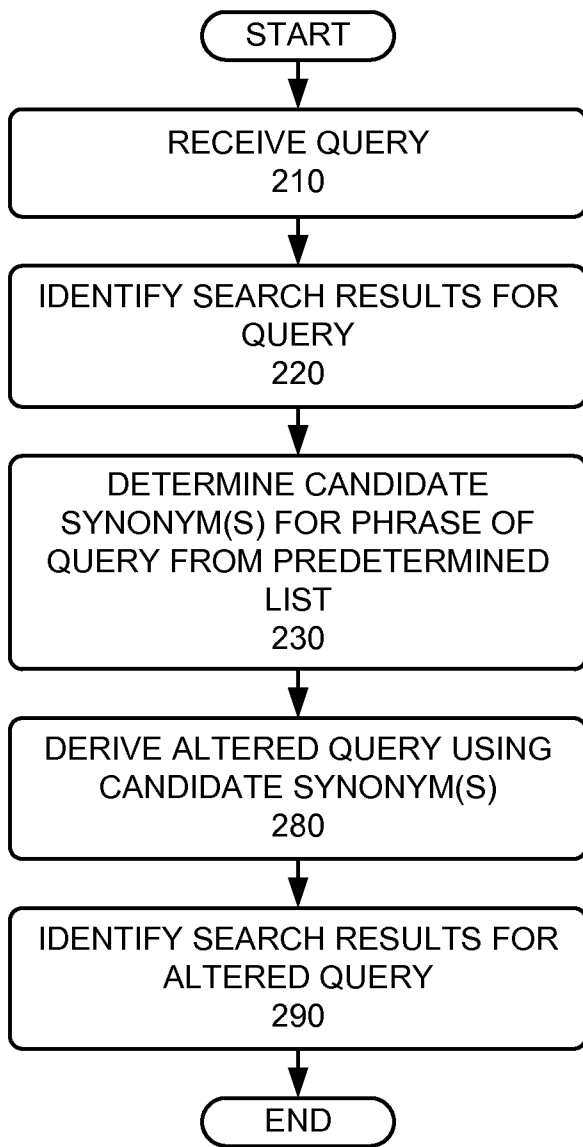 START
RECEIVE QUERY
210
IDENTIFY SEARCH RESULTS FOR
QUERY
220
DETERMINE CANDIDATE
SYNONYM(S) FOR PHRASE OF
QUERY FROM PREDETERMINED
LIST
230
DERIVE ALTERED QUERY USING
CANDIDATE SYNONYM(S)
280
IDENTIFY SEARCH RESULTS FOR
ALTERED QUERY
290
END